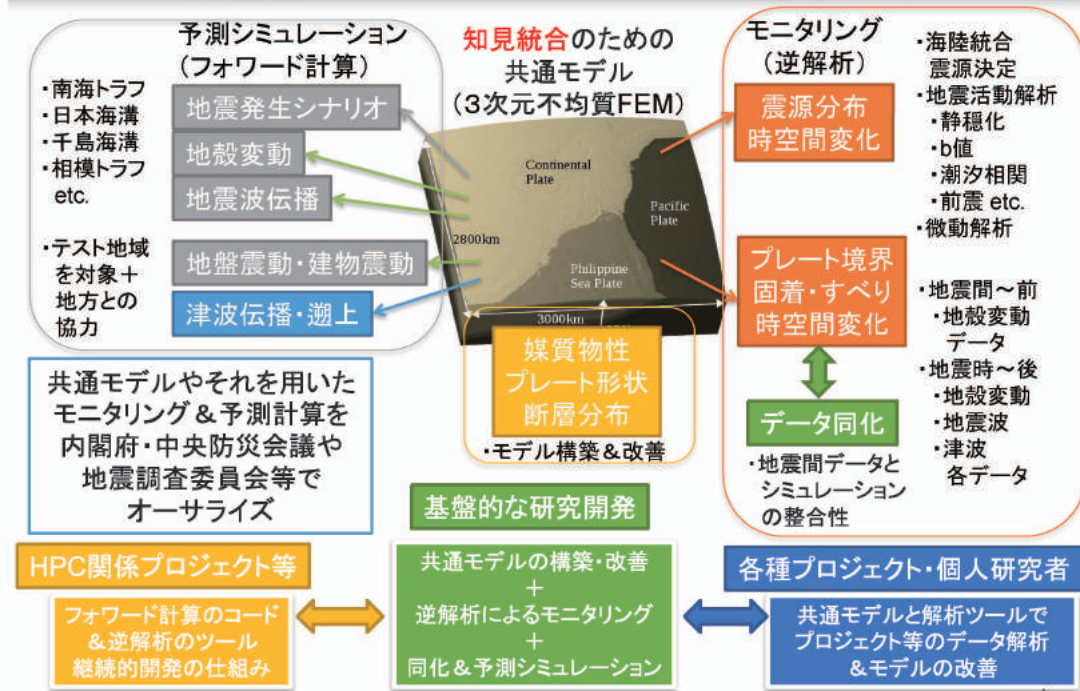 予測シミュレーション
(フォワード計算)
・南海トラフ
・日本海溝
・千島海溝
・相模トラフ
etc.
・テスト地域
を対象＋
地方との
協力
地震発生シナリオ
地殻変動
地震波伝播
地盤震動・建物震動
津波伝播・遡上
知見統合のための
共通モデル
(3次元不均質FEM)
Continental
Plate
Pacific
Plate
Philippine
Sea Plate
2800km
3000km
媒質物性
プレート形状
断層分布
・モデル構築&改善
モニタリング
(逆解析)
震源分布
時空間変化
プレート境界
固着・すべり
時空間変化
データ同化
・地震間データと
シミュレーション
の整合性
・海陸統合
震源決定
・地震活動解析
・静穏化
・b値
・潮汐相関
・前震 etc.
・微動解析
・地震間～前
・地殻変動
データ
・地震時～後
・地殻変動
・地震波
・津波
各データ
共通モデルやそれを用いた
モニタリング&予測計算を
内閣府・中央防災会議や
地震調査委員会等で
オーサライズ
HPC関係プロジェクト等
フォワード計算のコード
&逆解析のツール
継続的開発の仕組み
基盤的な研究開発
共通モデルの構築・改善
＋
逆解析によるモニタリング
＋
同化&予測シミュレーション
各種プロジェクト・個人研究者
共通モデルと解析ツールで
プロジェクト等のデータ解析
&モデルの改善